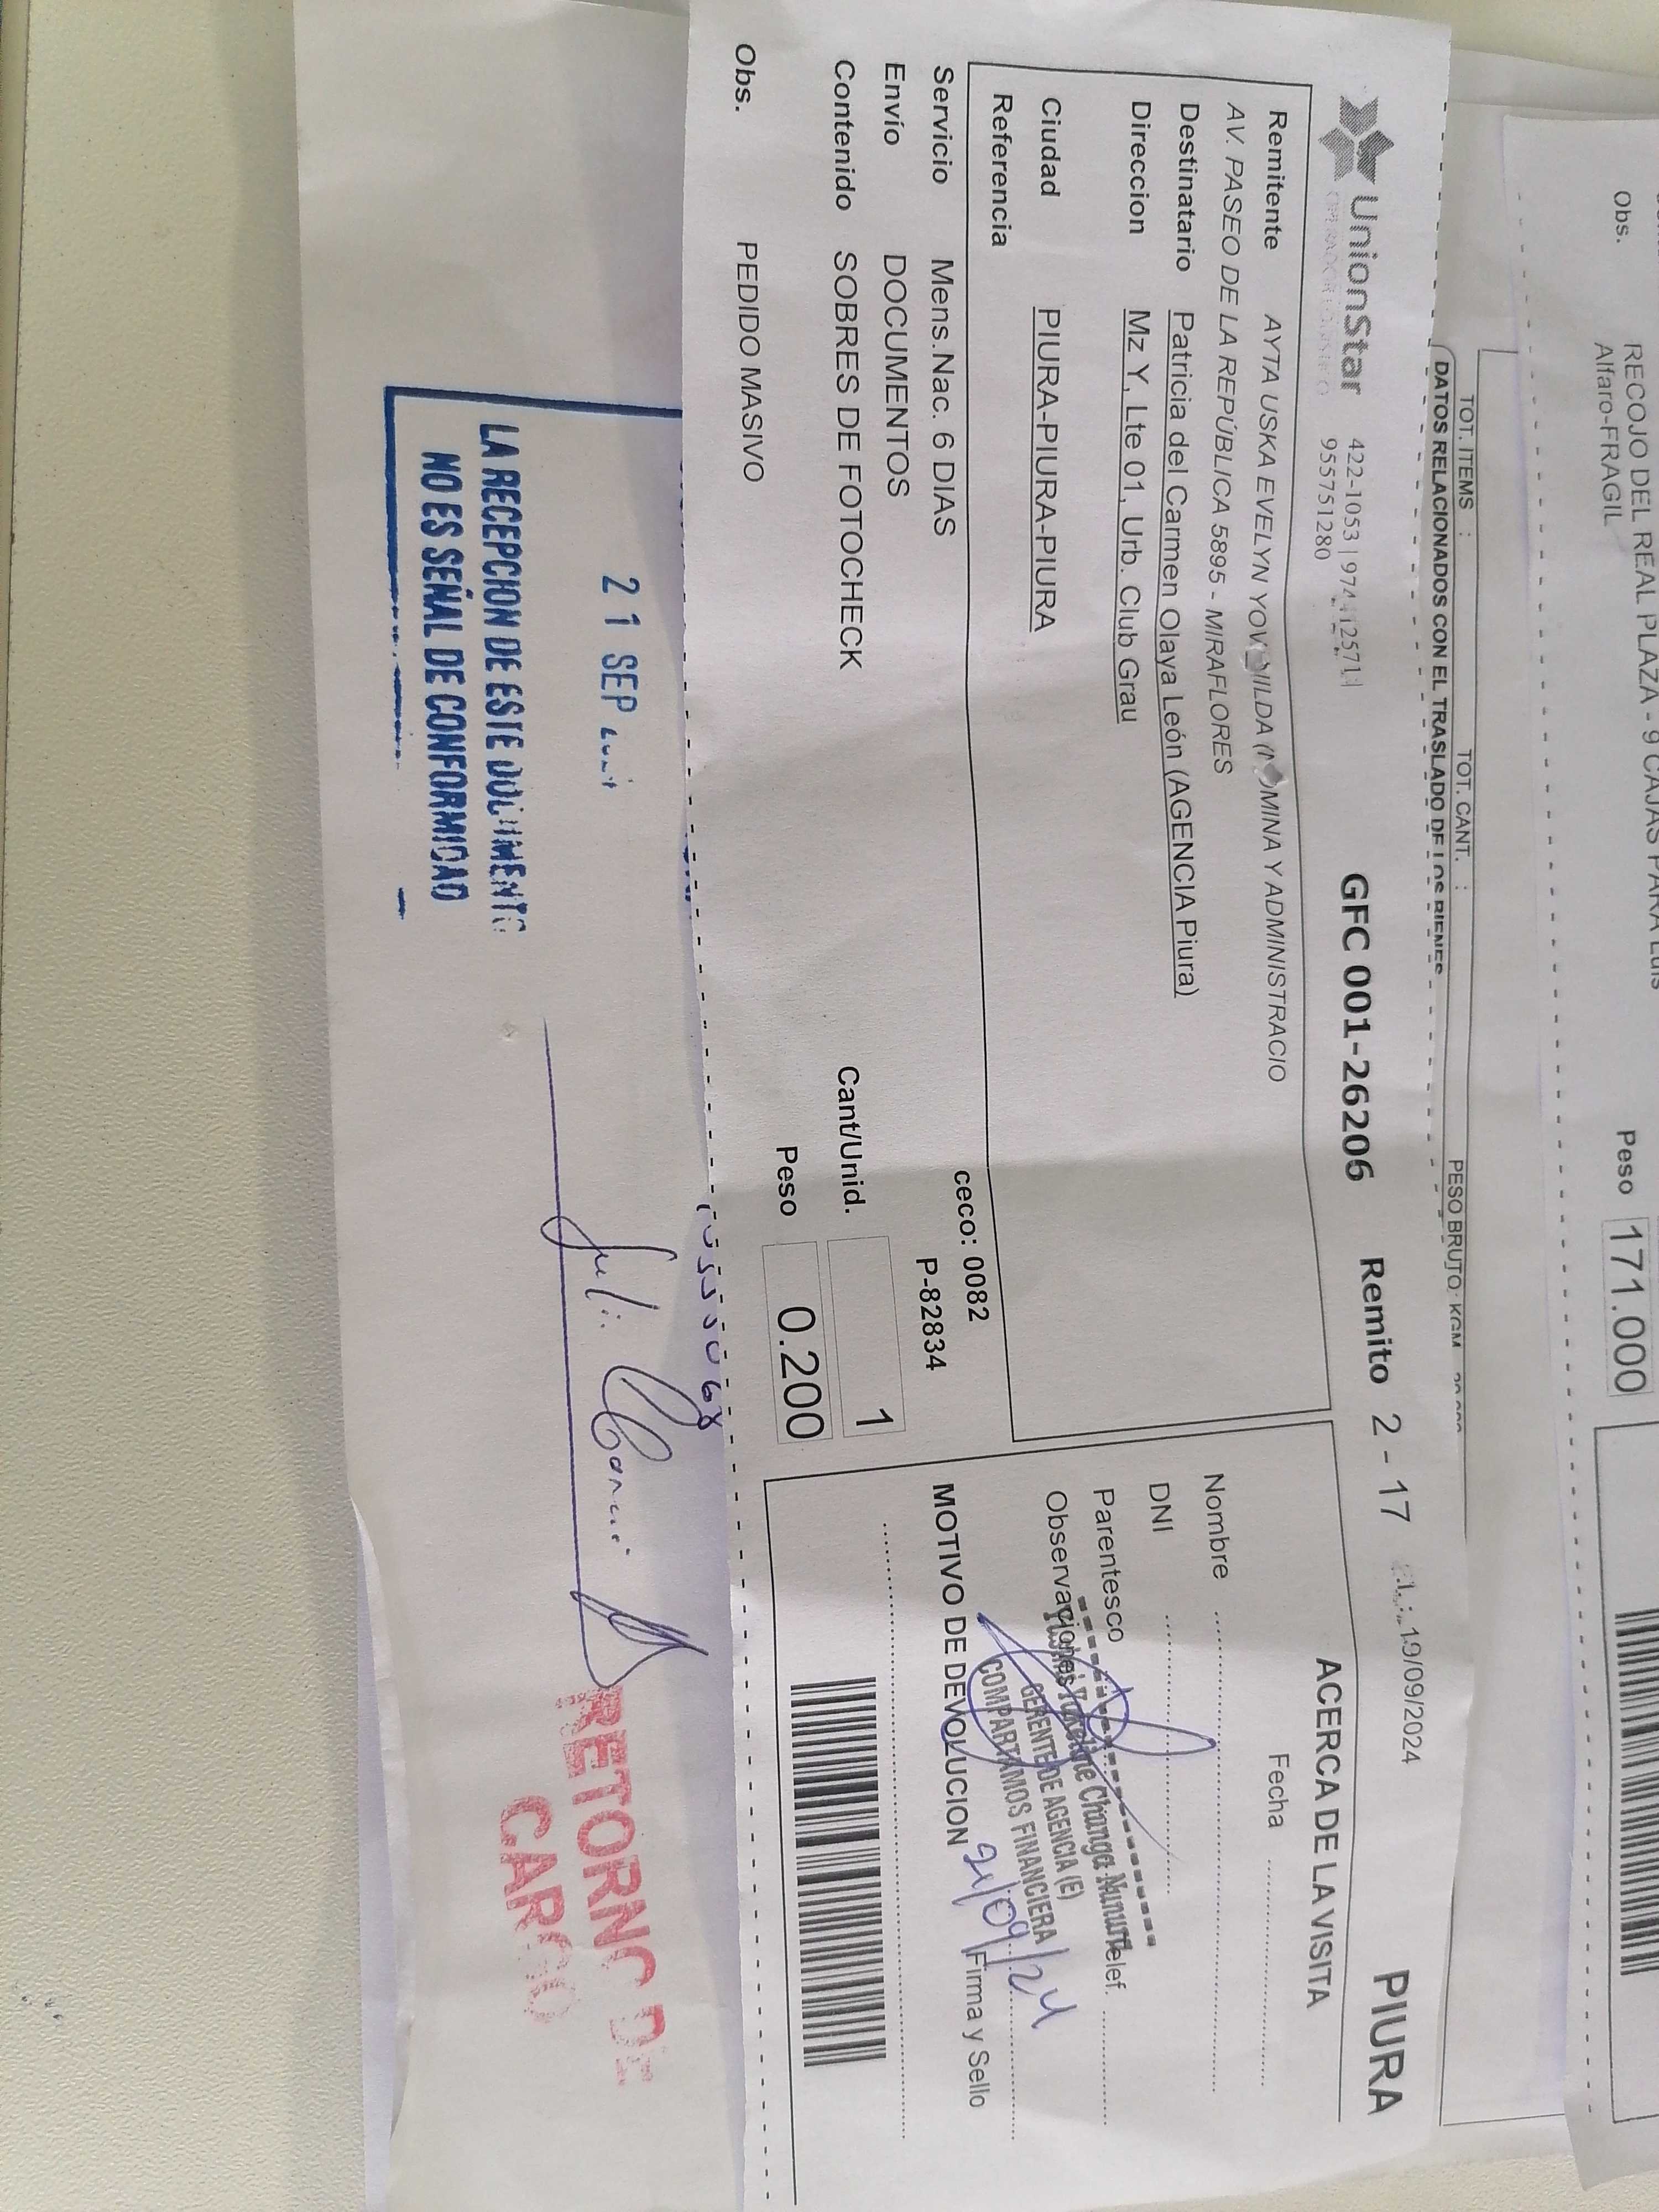 Obs.
RECOJO DEL REAL PLAZA - 9 CAJAS PARA Luis
Alfaro-FRAGIL
Peso 171.000
TOT. ITEMS :
TOT. CANT. :
PESO BRUTO KGM
DATOS RELACIONADOS CON EL TRASLADO DE LOS BIENES
UnionStar
422-1053 |
955751280
GFC 001-26206
Remito 2 - 17
19/09/2024
PIURA
Remitente AYTA USKA EVELYN
Y ADMINISTRACIO
AV. PASEO DE LA REPÚBLICA 5895 - MIRAFLORES
Destinatario Patricia del Carmen Olaya León (AGENCIA Piura)
Direccion Mz Y, Lte 01, Urb. Club Grau
Ciudad PIURA-PIURA-PIURA
Referencia
ceco: 0082
Servicio Mens.Nac. 6 DIAS
P-82834
Envío DOCUMENTOS
Contenido SOBRES DE FOTOCHECK
Cant/Unid. 1
Peso 0.200
Obs. PEDIDO MASIVO
ACERCA DE LA VISITA
Fecha
Nombre
DNI
Parentesco
Telef.
Observaciones
Changa
GERENTE DE AGENCIA (E)
COMPARTAMOS FINANCIERA
21/09/24
MOTIVO DE DEVOLUCION
Firma y Sello
21 SEP
LA RECEPCION DE ESTE DOCUMENTO
NO ES SEÑAL DE CONFORMIDAD
RETORNO DE
CARGO